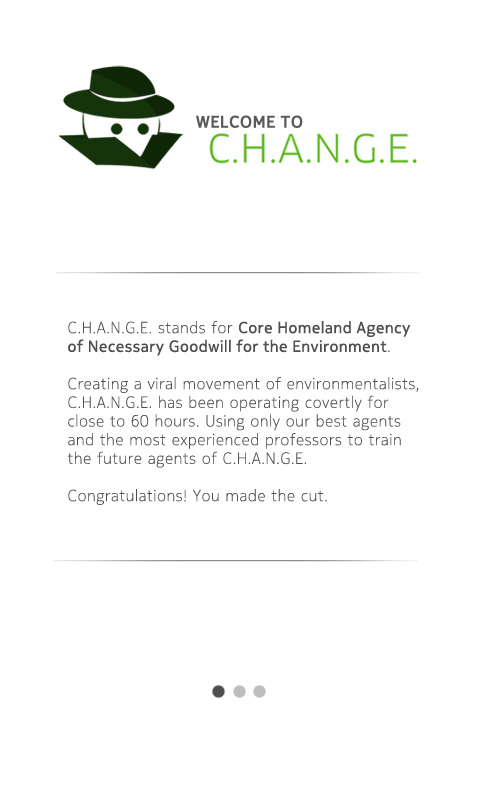 WELCOME TO
C.H.A.N.G.E.
C.H.A.N.G.E. stands for Core Homeland Agency
of Necessary Goodwill for the Environment.
Creating a viral movement of environmentalists,
C.H.A.N.G.E. has been operating covertly for
close to 60 hours. Using only our best agents
and the most experienced professors to train
the future agents of C.H.A.N.G.E.
Congratulations! You made the cut.